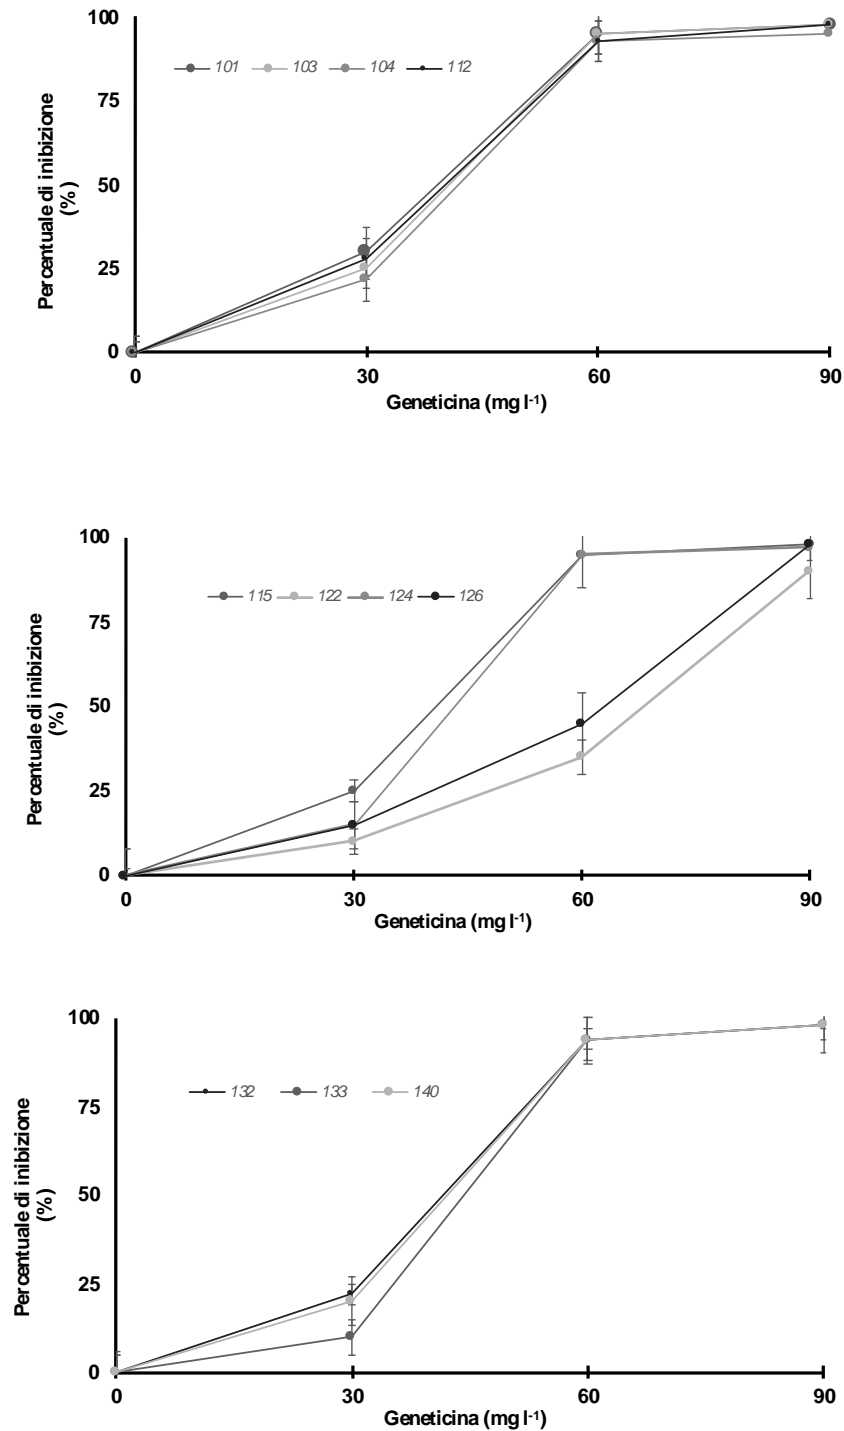 100
101 103 104 112
75
Percentuale di inibizione
(%)
50
25
0
0 30 60 90
Geneticina (mg l-1)
100
115 122 124 126
75
Percentuale di inibizione
(%)
50
25
0
0 30 60 90
Geneticina (mg l-1)
100
132 133 140
75
Percentuale di inibizione
(%)
50
25
0
0 30 60 90
Geneticina (mg l-1)